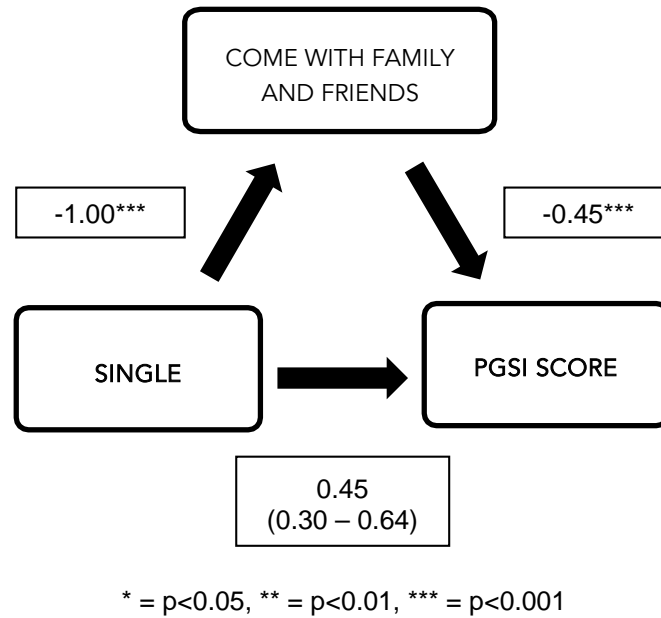 COME WITH FAMILY
AND FRIENDS
-1.00***
-0.45***
SINGLE
PGSI SCORE
0.45
(0.30 – 0.64)
* = p<0.05, ** = p<0.01, *** = p<0.001